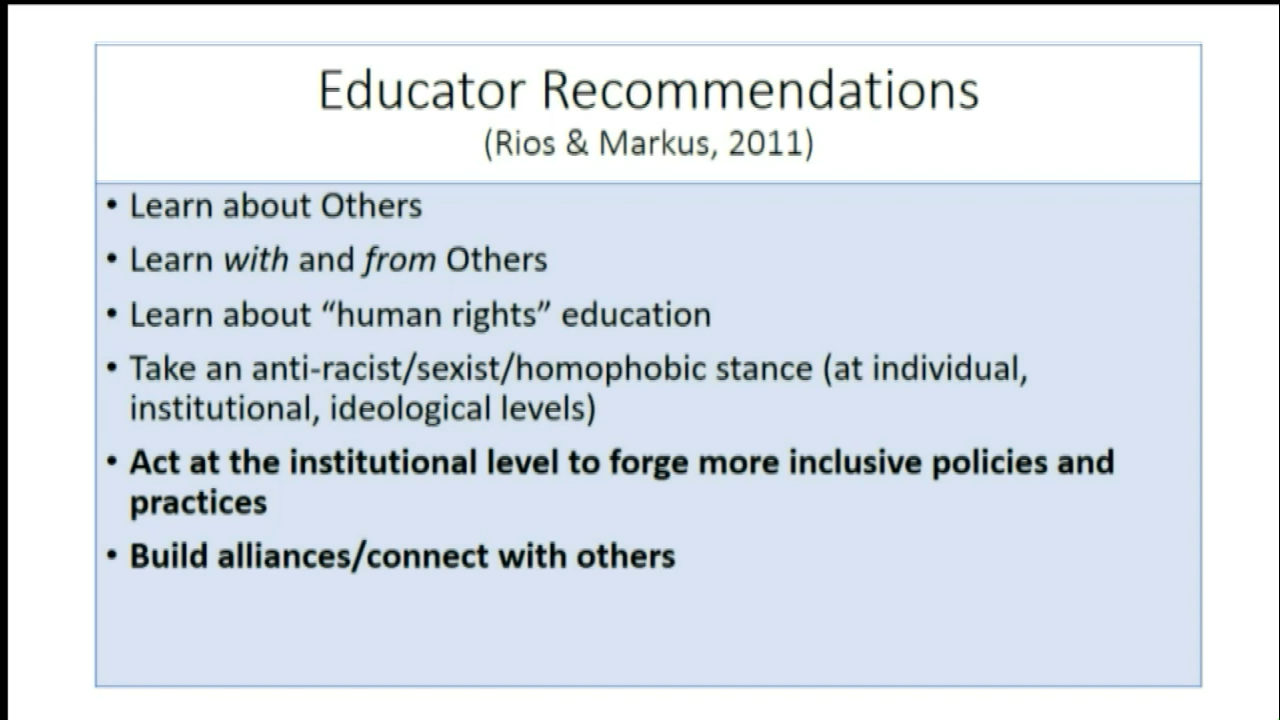 Educator Recommendations
(Rios & Markus, 2011)
• Learn about Others
• Learn with and from Others
• Learn about “human rights” education
• Take an anti-racist/sexist/homophobic stance (at individual,
institutional, ideological levels)
• Act at the institutional level to forge more inclusive policies and
practices
• Build alliances/connect with others